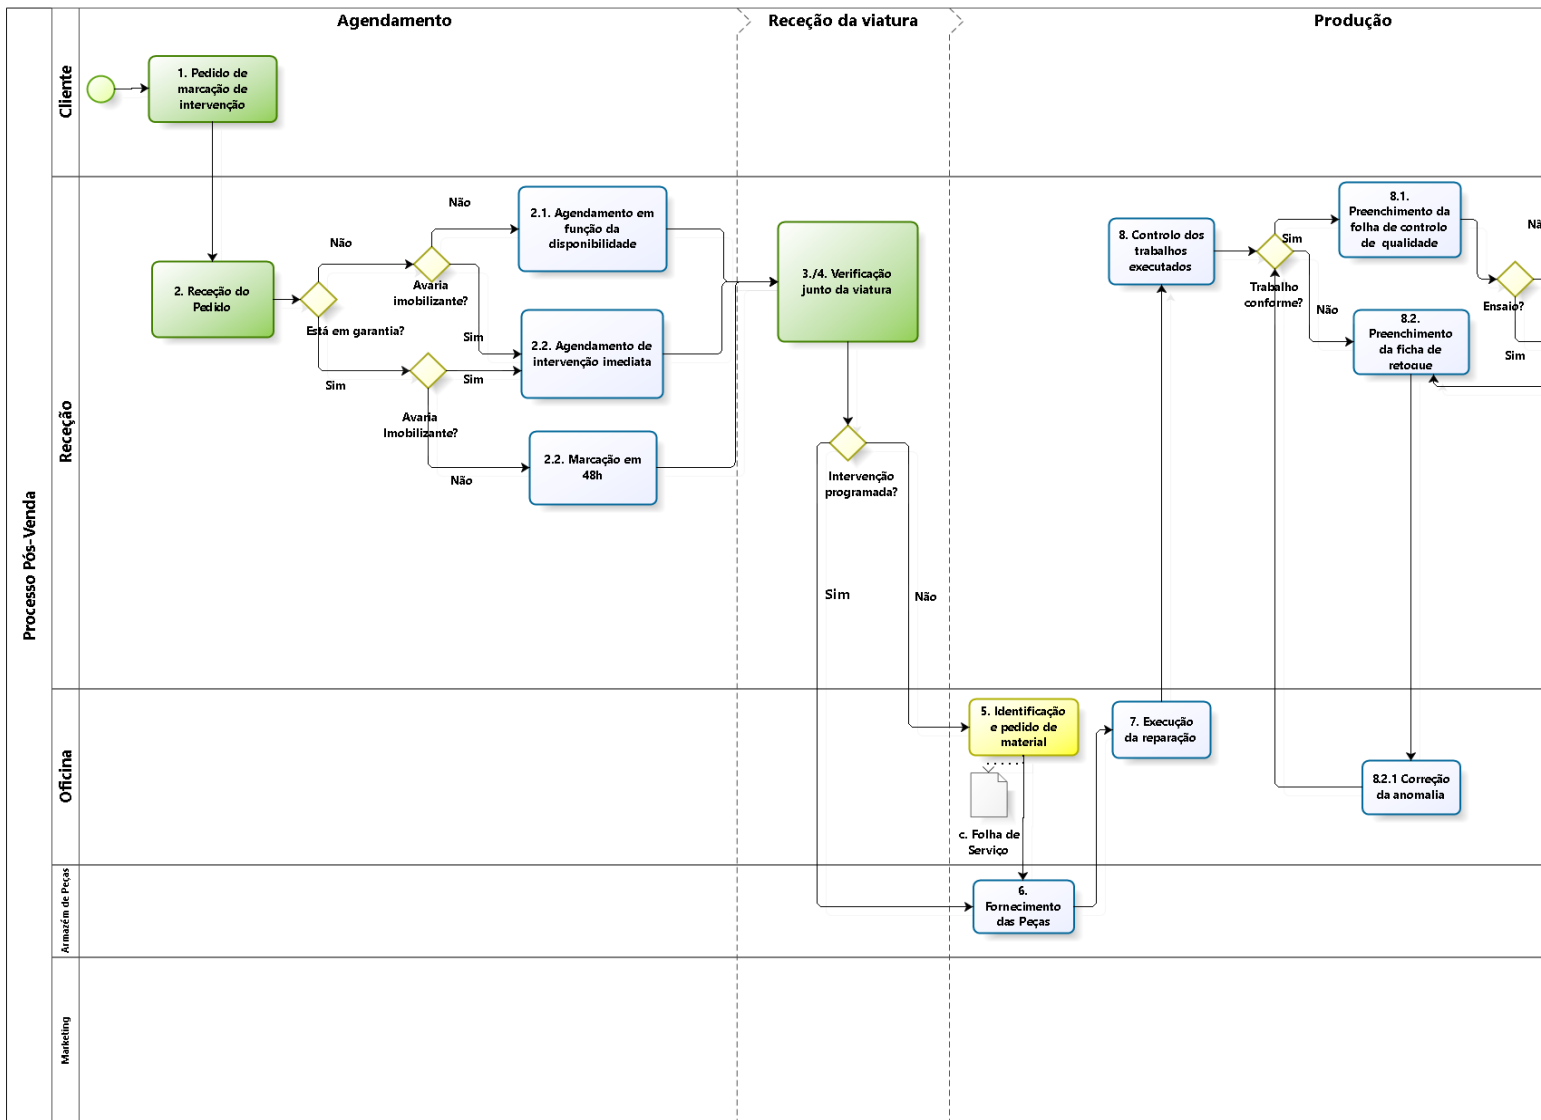 Agendamento
Receção da viatura
Produção
Processo Pós-Venda
Cliente
1. Pedido de
marcação de
intervenção
Receção
2. Receção do
Pedido
Está em garantia?
Não
Sim
Avaria
imobilizante?
Não
Sim
Avaria
Imobilizante?
Sim
Não
2.1. Agendamento em
função da
disponibilidade
2.2. Agendamento de
intervenção imediata
2.2. Marcação em
48h
3./4. Verificação
junto da viatura
Intervenção
programada?
Sim
Não
8. Controlo dos
trabalhos
executados
Trabalho
conforme?
Sim
Não
8.1.
Preenchimento da
folha de controlo
de qualidade
8.2.
Preenchimento
da ficha de
retoque
Ensaio?
Sim
Oficina
5. Identificação
e pedido de
material
c. Folha de
Serviço
7. Execução
da reparação
8.2.1 Correção
da anomalia
Armazém de Peças
6.
Fornecimento
das Peças
Marketing